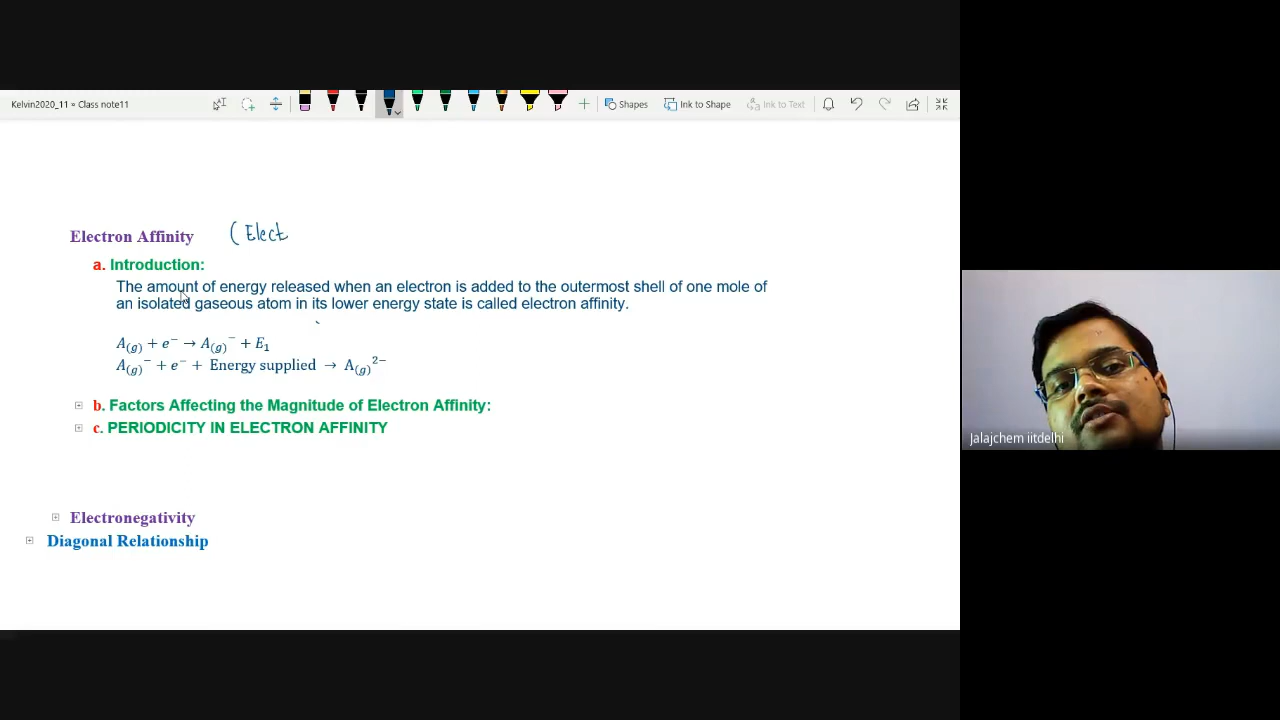 Kelvin2020_11 » Class note11
Shapes
Ink to Shape
Ink to Text
Electron Affinity (Elect
a. Introduction:
The amount of energy released when an electron is added to the outermost shell of one mole of
an isolated gaseous atom in its lower energy state is called electron affinity.
A₍g₎ + e⁻ → A₍g₎⁻ + E₁
A₍g₎⁻ + e⁻ + Energy supplied → A₍g₎²⁻
b. Factors Affecting the Magnitude of Electron Affinity:
c. PERIODICITY IN ELECTRON AFFINITY
Electronegativity
Diagonal Relationship
Jalajchem iitdelhi